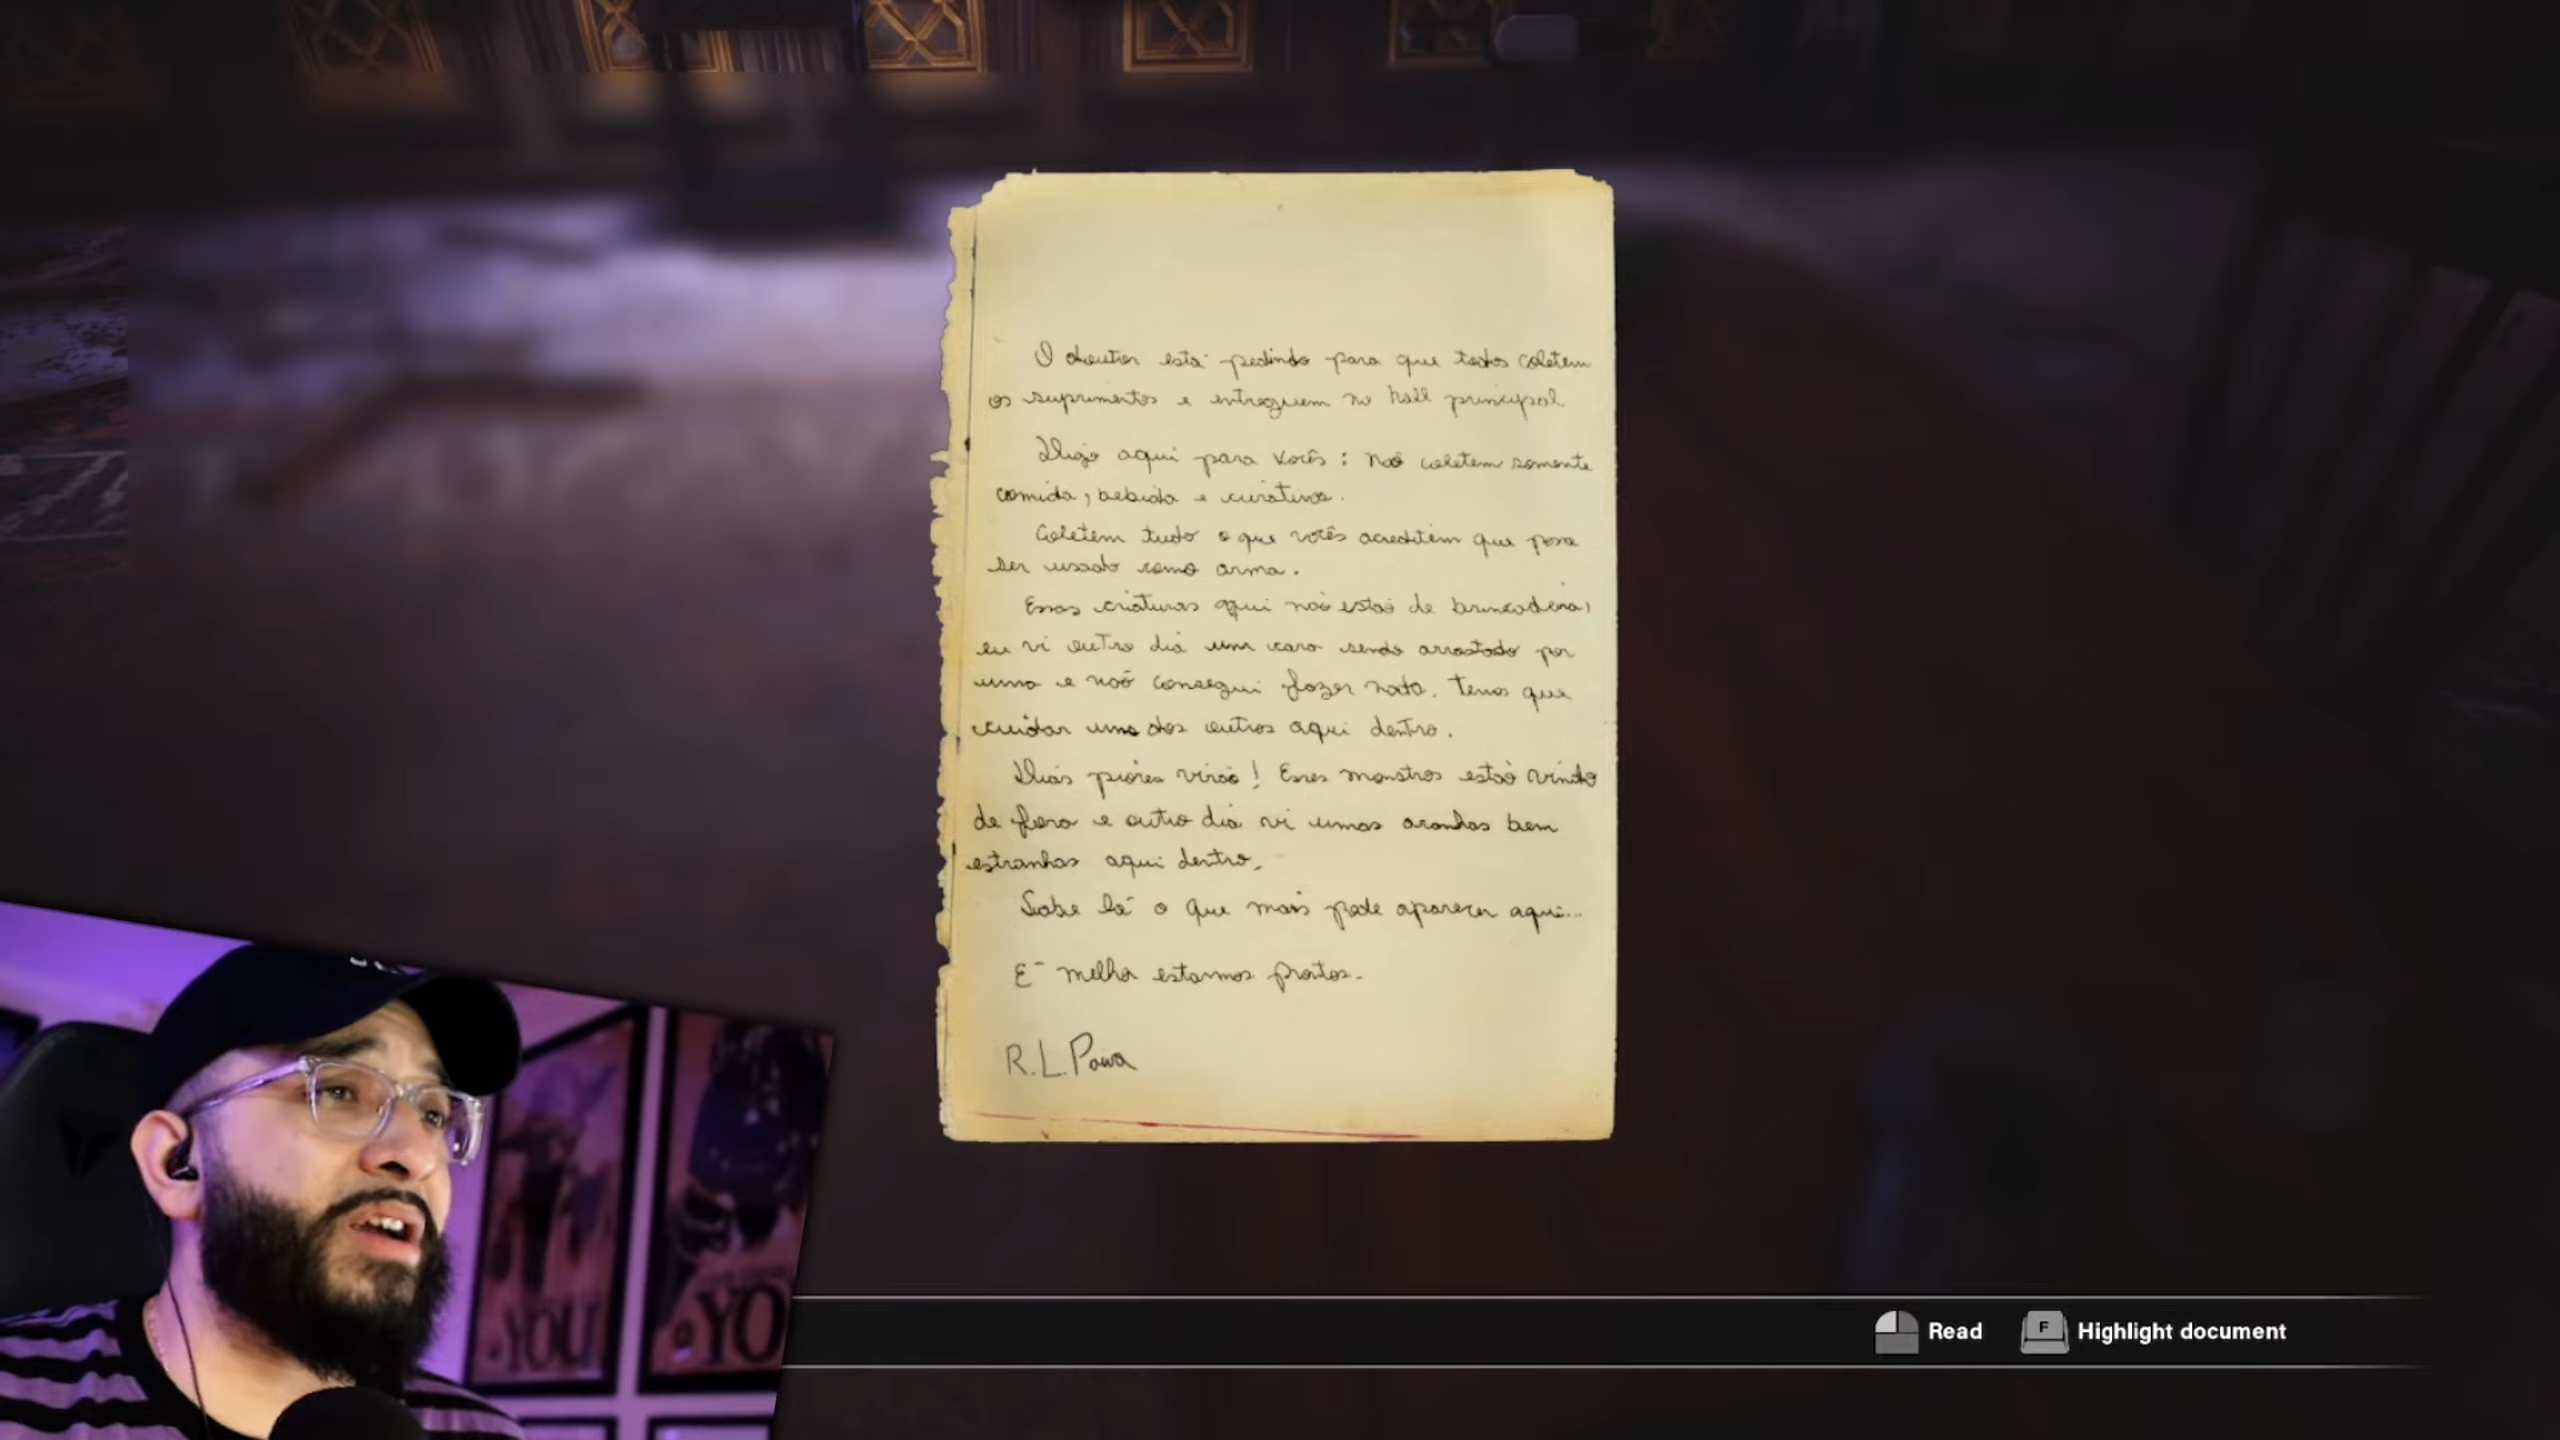 O doutor está pedindo para que todos coletem
os suprimentos e entreguem no hall principal.
Digo aqui para vocês: não coletem somente
comida, bebida e curativo.
Coletem tudo o que vocês acreditem que possa
ser usado como arma.
Essas criaturas aqui não estão de brincadeira,
eu vi outro dia um cara sendo arrastado por
uma e não consegui fazer nada. Temos que
cuidar uns dos outros aqui dentro.
Dias piores virão! Esses monstros estão vindo
de fora e outro dia vi umas aranhas bem
estranhas aqui dentro.
Sabe lá o que mais pode aparecer aqui...
É melhor estarmos prontos.
R.L.
YOU
YO
Read
F
Highlight document